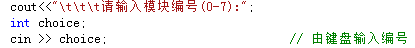 cout<<"\t\t\t请输入模块编号(0-7):";
int choice;
cin >> choice; // 由键盘输入编号